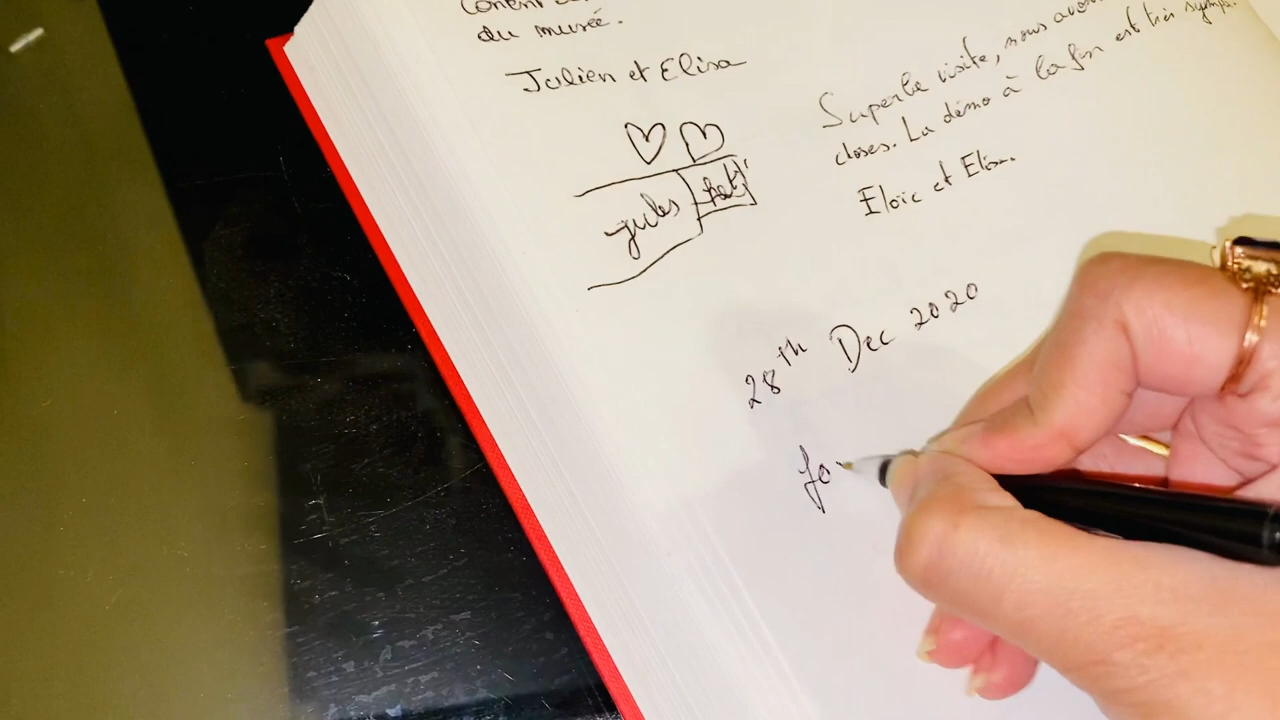 du musée.
Julien et Elisa
jules
Superbe visite, nous avons
closes. La démo à la fin est très sympa.
Eloïc et Elisa.
28th Dec 2020
Jo